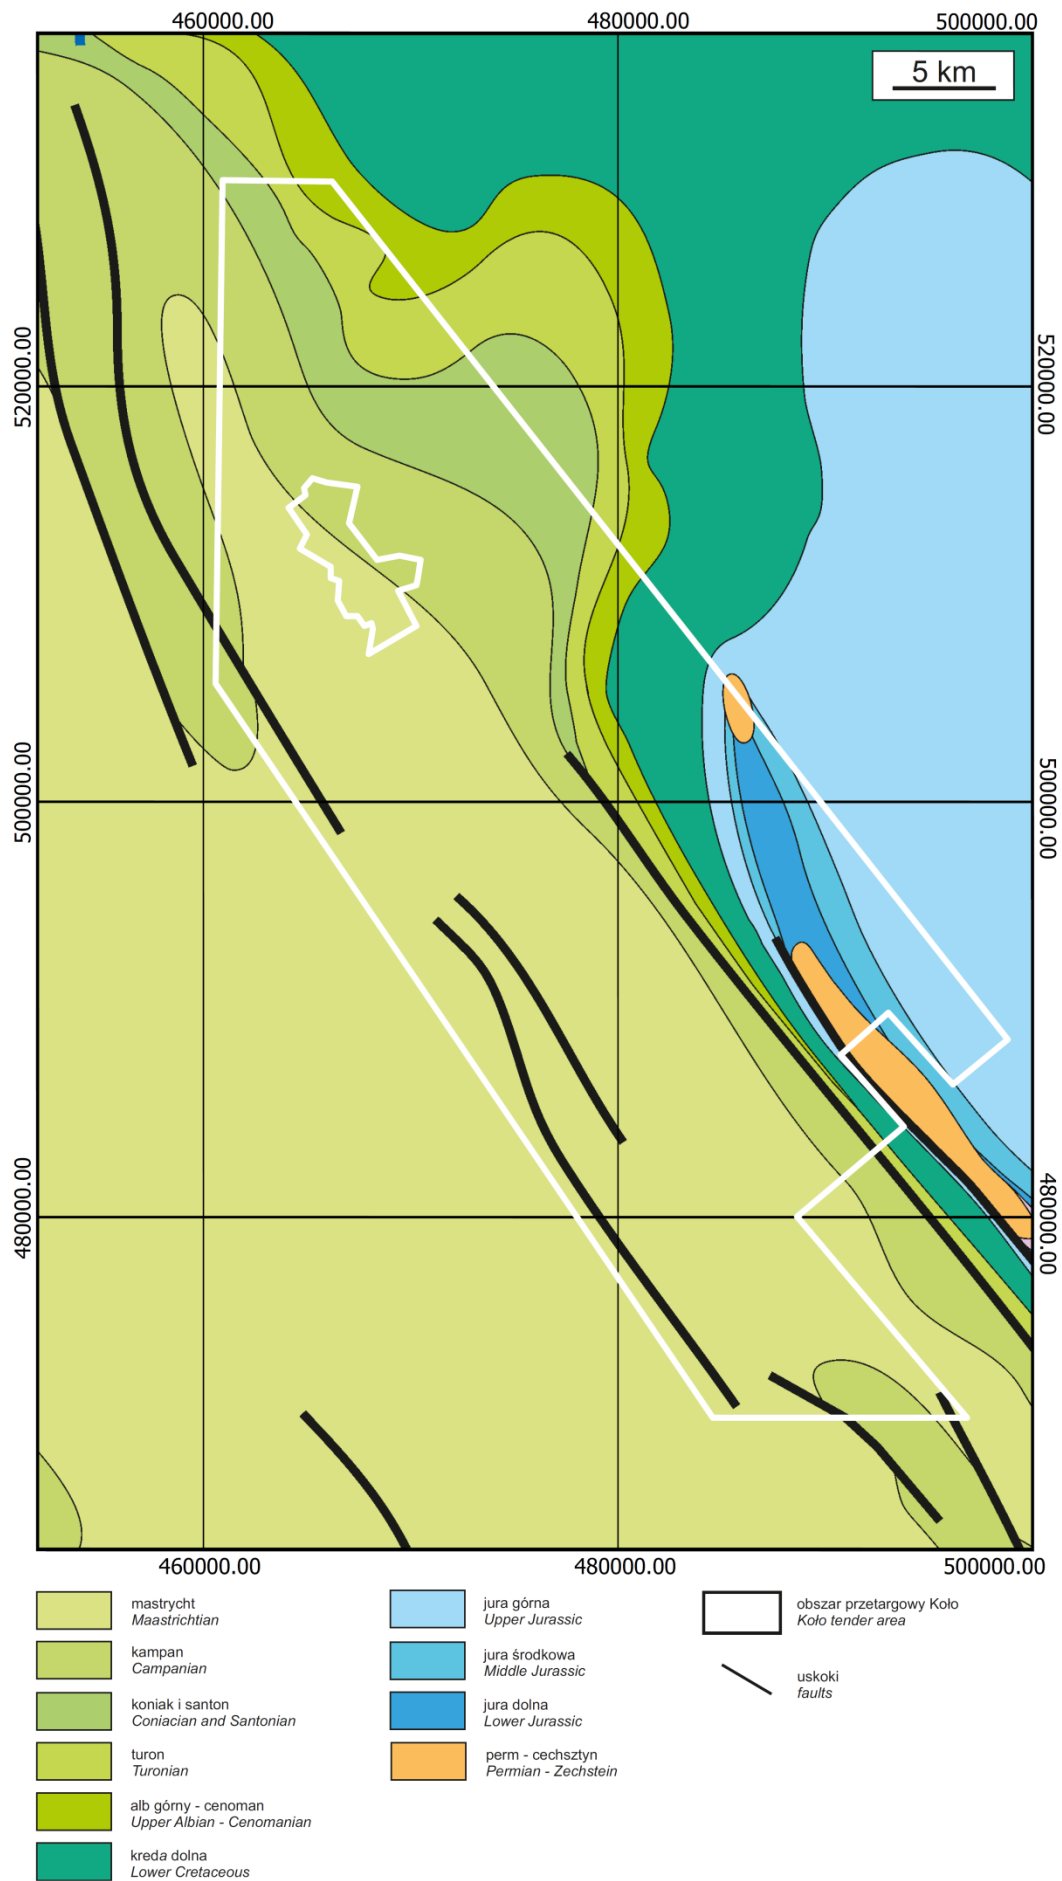 460000.00 480000.00 500000.00
5 km
520000.00 520000.00
500000.00 500000.00
480000.00 480000.00
460000.00 480000.00 500000.00
mastrycht
Maastrichtian
kampan
Campanian
koniak i santon
Coniacian and Santonian
turon
Turonian
alb górny - cenoman
Upper Albian - Cenomanian
kreda dolna
Lower Cretaceous
jura górna
Upper Jurassic
jura środkowa
Middle Jurassic
jura dolna
Lower Jurassic
perm - cechsztyn
Permian - Zechstein
obszar przetargowy Koło
Koło tender area
uskoki
faults